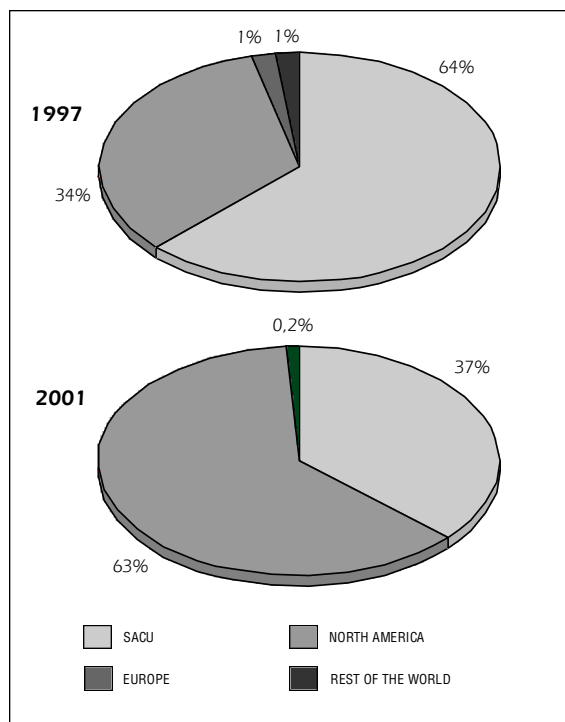 1% 1%
64%
1997
34%
0,2%
37%
2001
63%
SACU
NORTH AMERICA
EUROPE
REST OF THE WORLD